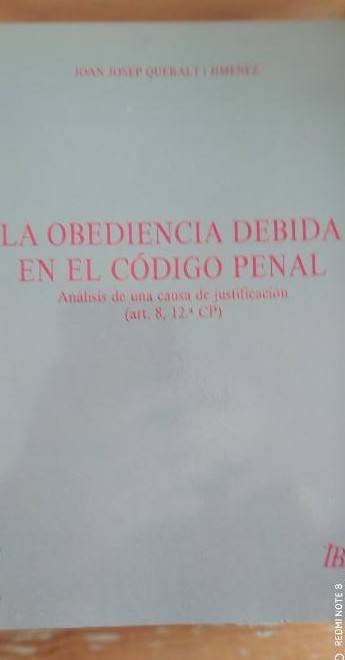 JOAN JOSEP QUERALT i JIMENEZ
LA OBEDIENCIA DEBIDA
EN EL CÓDIGO PENAL
Análisis de una causa de justificación
(art. 8, 12.ª CP)
REDMI NOTE 8